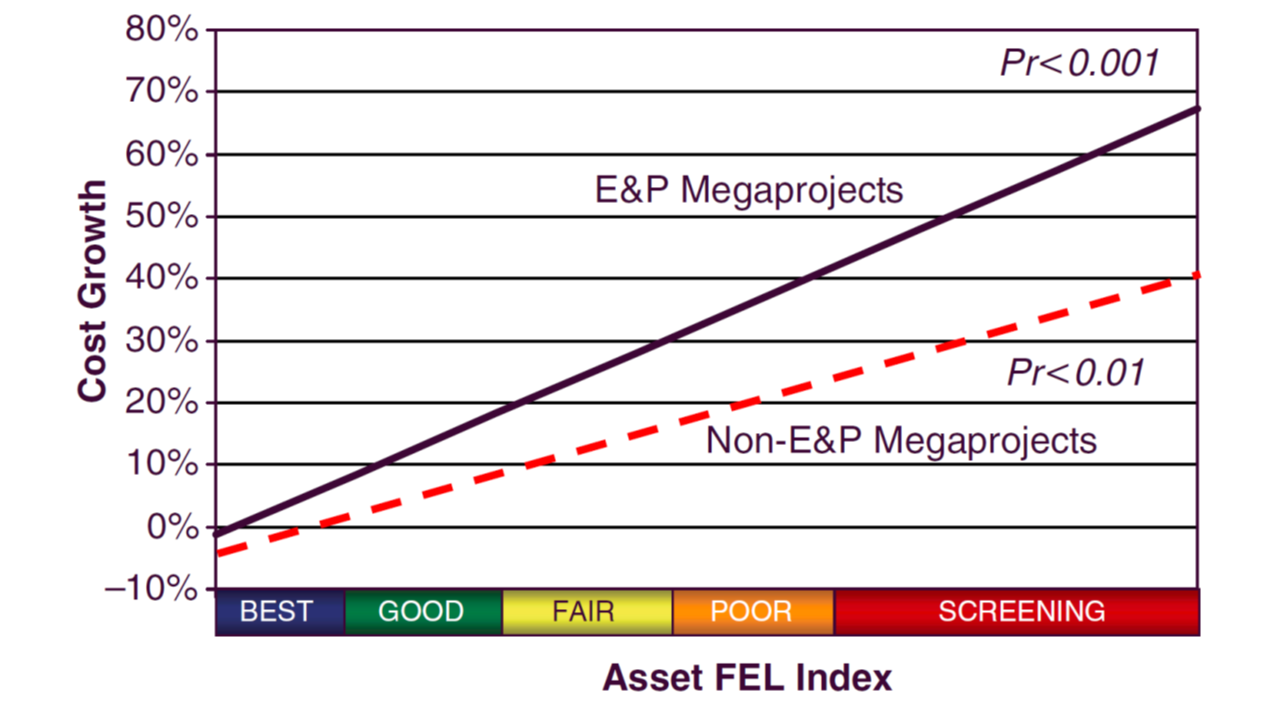 80%
Pr<0.001
70%
60%
E&P Megaprojects
50%
40%
30%
Pr<0.01
20%
Non-E&P Megaprojects
10%
0%
–10%
Cost Growth
BEST GOOD FAIR POOR SCREENING
Asset FEL Index